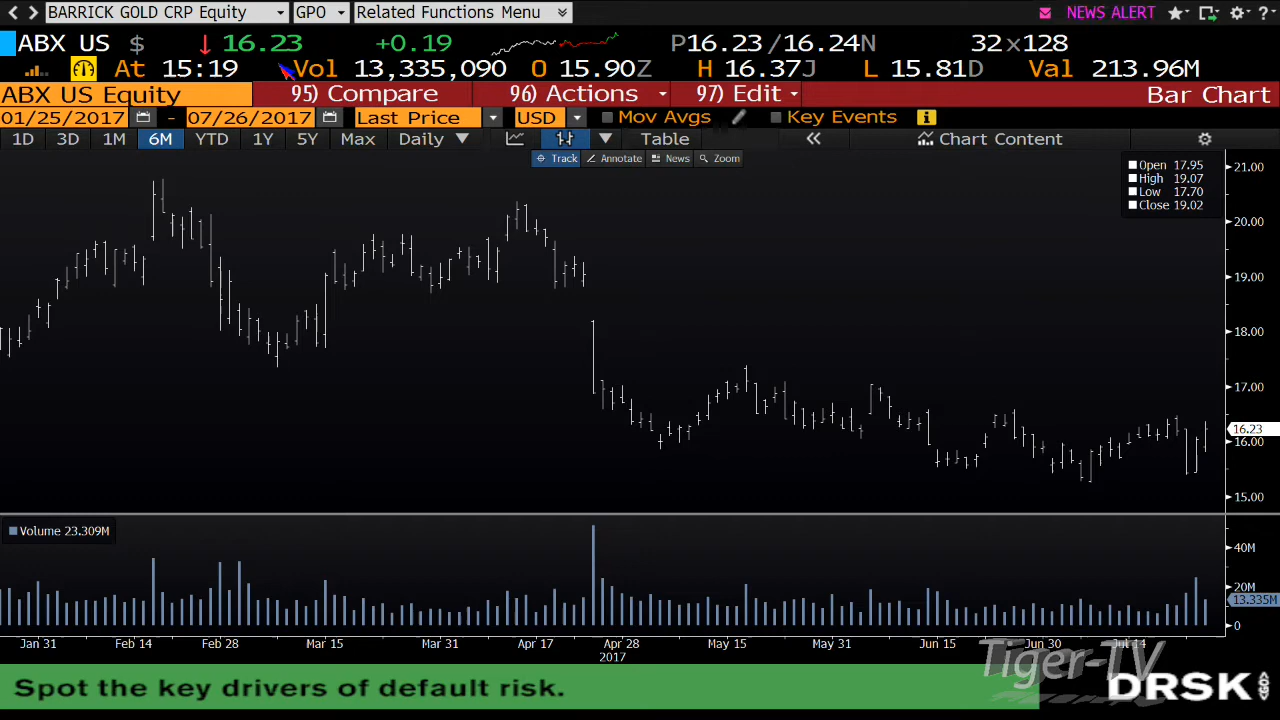 BARRICK GOLD CRP Equity GPO Related Functions Menu NEWS ALERT ?
ABX US $ ↓ 16.23 +0.19 P16.23 /16.24N 32x128
At 15:19 Vol 13,335,090 O 15.90Z H 16.37J L 15.81D Val 213.96M
ABX US Equity 95) Compare 96) Actions 97) Edit Bar Chart
01/25/2017 - 07/26/2017 Last Price USD Mov Avgs Key Events
1D 3D 1M 6M YTD 1Y 5Y Max Daily Table « Chart Content
Track Annotate News Zoom
Open 17.95
High 19.07
Low 17.70
Close 19.02
21.00
20.00
19.00
18.00
17.00
16.23
16.00
15.00
Volume 23.309M
40M
20M
13.335M
0
Jan 31 Feb 14 Feb 28 Mar 15 Mar 31 Apr 17 Apr 28 May 15 May 31 Jun 15 Jun 30 Jul 14
2017
Tiger-TV
Spot the key drivers of default risk. DRSK <GO>